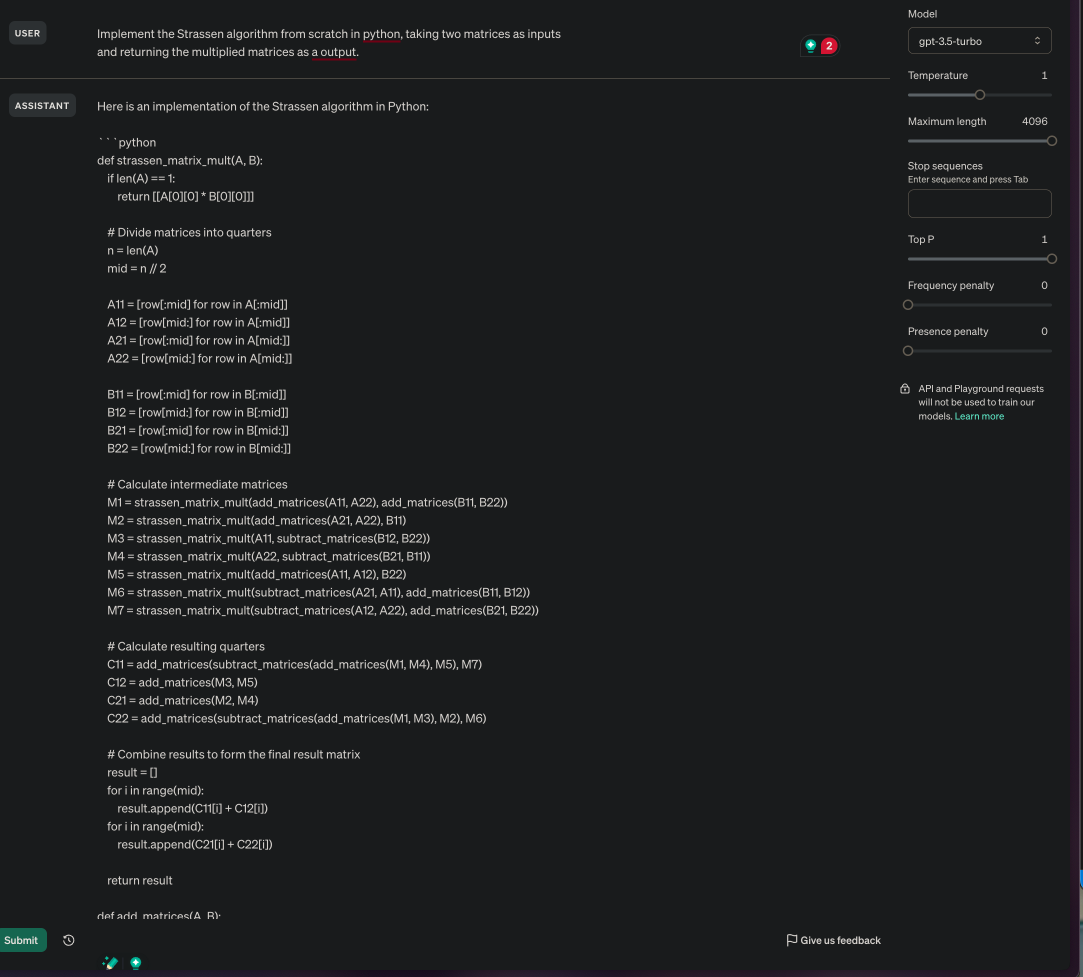 USER
Implement the Strassen algorithm from scratch in python, taking two matrices as inputs
and returning the multiplied matrices as a output.
2
ASSISTANT
Here is an implementation of the Strassen algorithm in Python:
```python
def strassen_matrix_mult(A, B):
if len(A) == 1:
return [[A[0][0] * B[0][0]]]
# Divide matrices into quarters
n = len(A)
mid = n // 2
A11 = [row[:mid] for row in A[:mid]]
A12 = [row[mid:] for row in A[:mid]]
A21 = [row[:mid] for row in A[mid:]]
A22 = [row[mid:] for row in A[mid:]]
B11 = [row[:mid] for row in B[:mid]]
B12 = [row[mid:] for row in B[:mid]]
B21 = [row[:mid] for row in B[mid:]]
B22 = [row[mid:] for row in B[mid:]]
# Calculate intermediate matrices
M1 = strassen_matrix_mult(add_matrices(A11, A22), add_matrices(B11, B22))
M2 = strassen_matrix_mult(add_matrices(A21, A22), B11)
M3 = strassen_matrix_mult(A11, subtract_matrices(B12, B22))
M4 = strassen_matrix_mult(A22, subtract_matrices(B21, B11))
M5 = strassen_matrix_mult(add_matrices(A11, A12), B22)
M6 = strassen_matrix_mult(subtract_matrices(A21, A11), add_matrices(B11, B12))
M7 = strassen_matrix_mult(subtract_matrices(A12, A22), add_matrices(B21, B22))
# Calculate resulting quarters
C11 = add_matrices(subtract_matrices(add_matrices(M1, M4), M5), M7)
C12 = add_matrices(M3, M5)
C21 = add_matrices(M2, M4)
C22 = add_matrices(subtract_matrices(add_matrices(M1, M3), M2), M6)
# Combine results to form the final result matrix
result = []
for i in range(mid):
result.append(C11[i] + C12[i])
for i in range(mid):
result.append(C21[i] + C22[i])
return result
def add_matrices(A, B):
Submit
Give us feedback
Model
gpt-3.5-turbo
Temperature 1
Maximum length 4096
Stop sequences
Enter sequence and press Tab
Top P 1
Frequency penalty 0
Presence penalty 0
API and Playground requests
will not be used to train our
models. Learn more